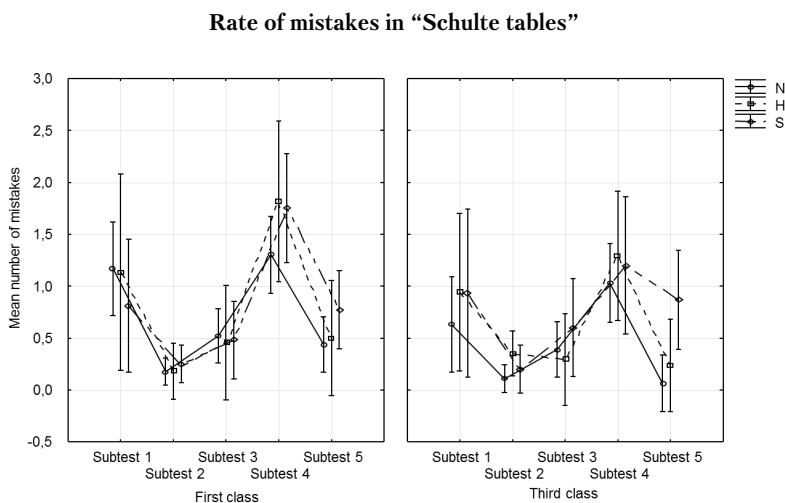 Rate of mistakes in “Schulte tables”
Mean number of mistakes
3,0
2,5
2,0
1,5
1,0
0,5
0,0
-0,5
Subtest 1
Subtest 2
Subtest 3
Subtest 4
Subtest 5
First class
Subtest 1
Subtest 2
Subtest 3
Subtest 4
Subtest 5
Third class
N
H
S